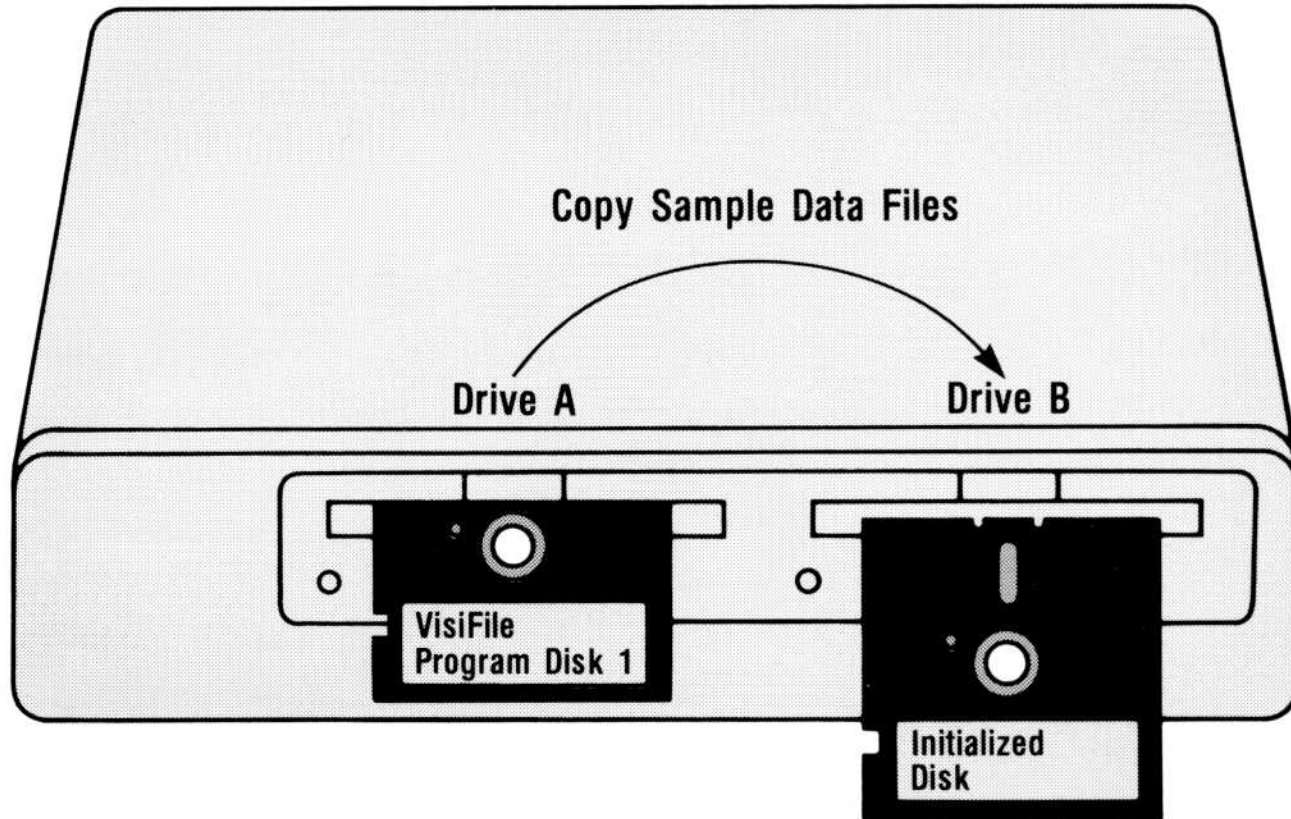 Copy Sample Data Files
Drive A
Drive B
VisiFile
Program Disk 1
Initialized
Disk